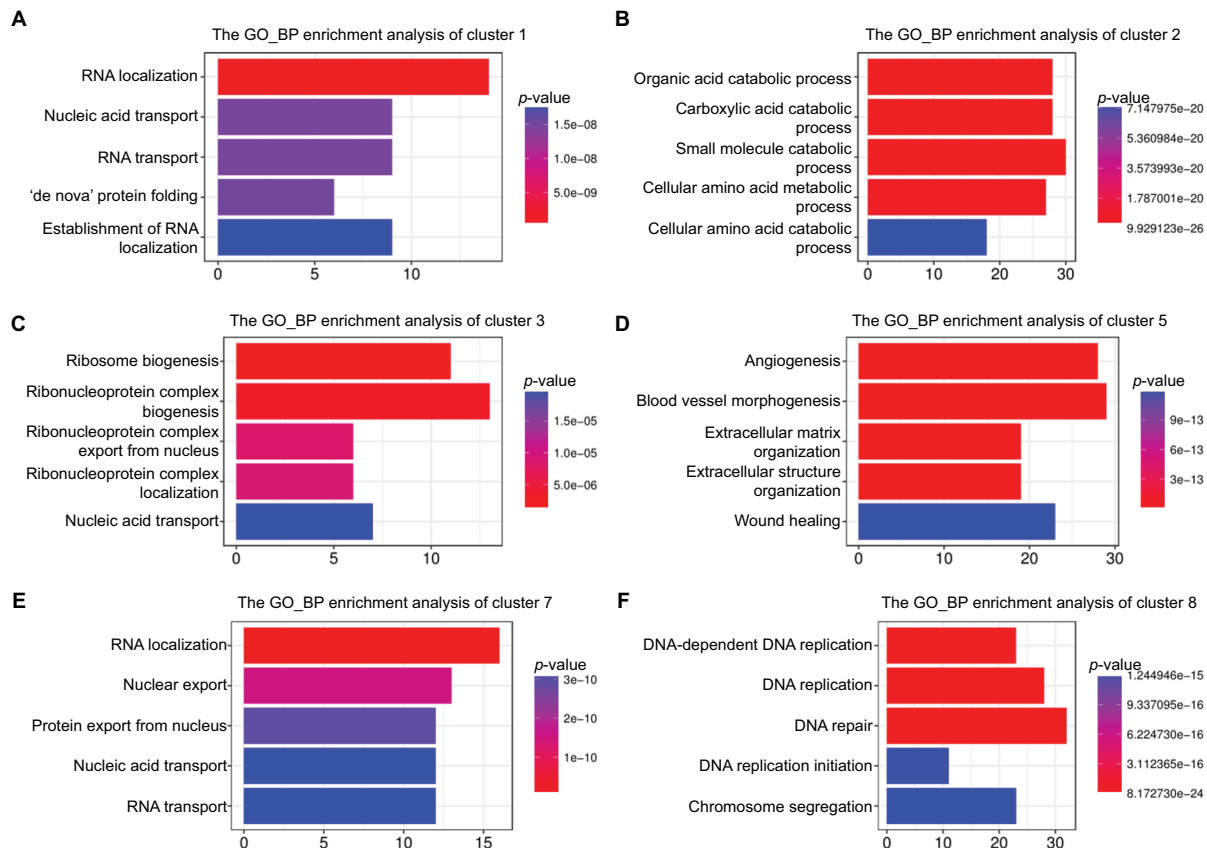 A
The GO_BP enrichment analysis of cluster 1
RNA localization
Nucleic acid transport
RNA transport
‘de nova’ protein folding
Establishment of RNA
localization
0
5
10
p-value
1.5e-08
1.0e-08
5.0e-09
B
The GO_BP enrichment analysis of cluster 2
Organic acid catabolic process
Carboxylic acid catabolic
process
Small molecule catabolic
process
Cellular amino acid metabolic
process
Cellular amino acid catabolic
process
0
10
20
30
p-value
7.147975e-20
5.360984e-20
3.573993e-20
1.787001e-20
9.929123e-26
C
The GO_BP enrichment analysis of cluster 3
Ribosome biogenesis
Ribonucleoprotein complex
biogenesis
Ribonucleoprotein complex
export from nucleus
Ribonucleoprotein complex
localization
Nucleic acid transport
0
5
10
p-value
1.5e-05
1.0e-05
5.0e-06
D
The GO_BP enrichment analysis of cluster 5
Angiogenesis
Blood vessel morphogenesis
Extracellular matrix
organization
Extracellular structure
organization
Wound healing
0
10
20
30
p-value
9e-13
6e-13
3e-13
E
The GO_BP enrichment analysis of cluster 7
RNA localization
Nuclear export
Protein export from nucleus
Nucleic acid transport
RNA transport
0
5
10
15
p-value
3e-10
2e-10
1e-10
F
The GO_BP enrichment analysis of cluster 8
DNA-dependent DNA replication
DNA replication
DNA repair
DNA replication initiation
Chromosome segregation
0
10
20
30
p-value
1.244946e-15
9.337095e-16
6.224730e-16
3.112365e-16
8.172730e-24